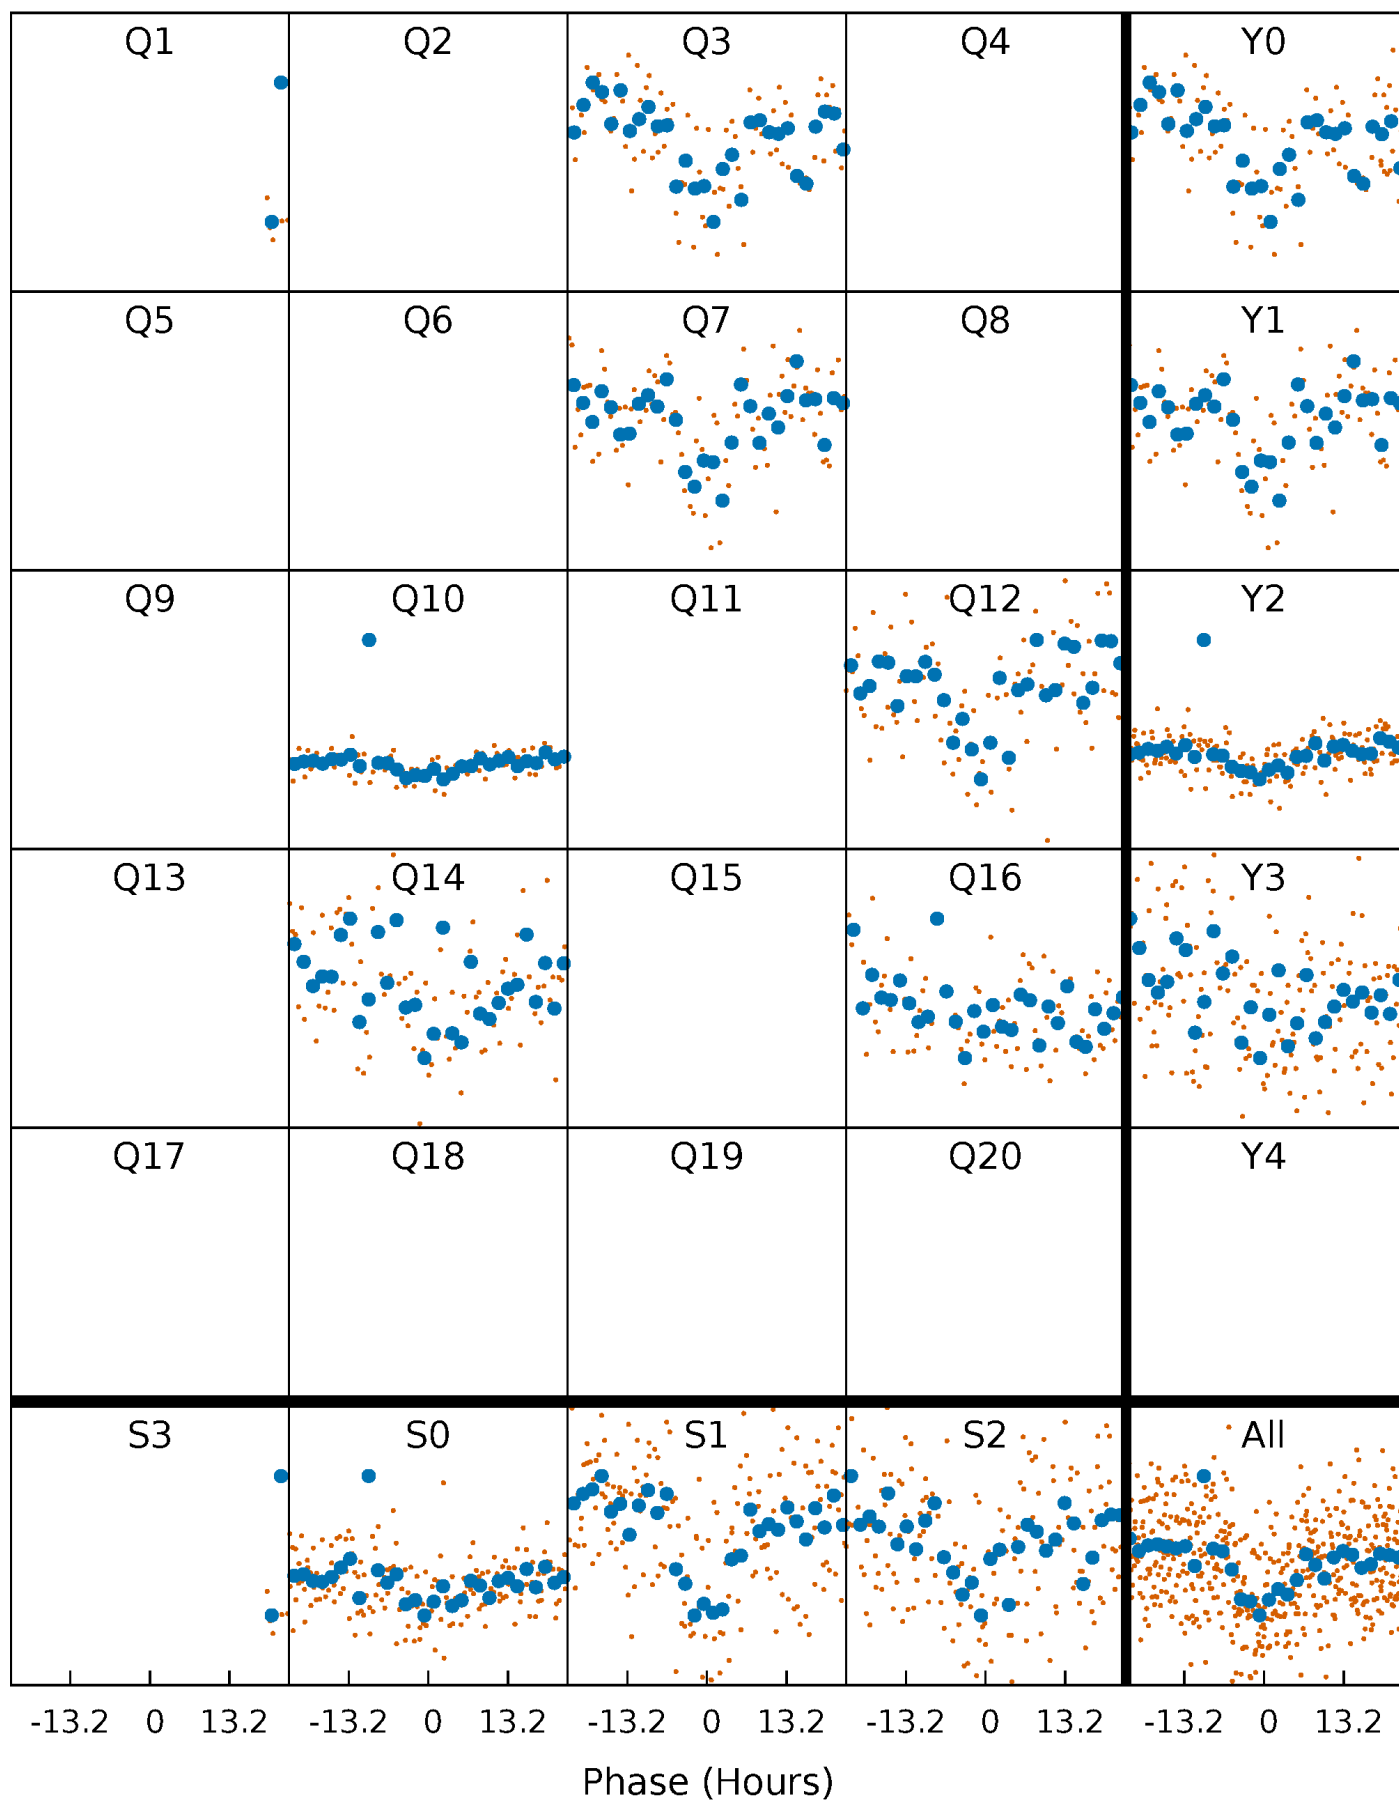 Q1 Q2 Q3 Q4 Y0
Q5 Q6 Q7 Q8 Y1
Q9 Q10 Q11 Q12 Y2
Q13 Q14 Q15 Q16 Y3
Q17 Q18 Q19 Q20 Y4
S3 S0 S1 S2 All
-13.2 0 13.2 -13.2 0 13.2 -13.2 0 13.2 -13.2 0 13.2 -13.2 0 13.2
Phase (Hours)